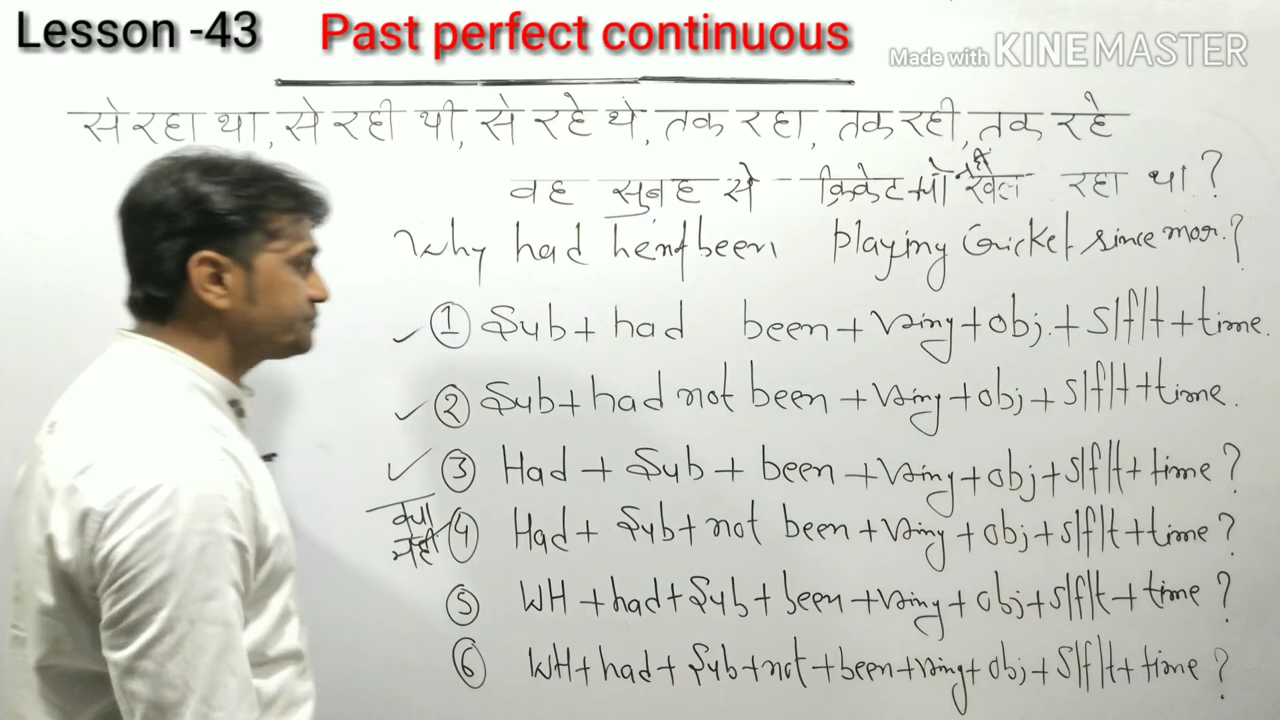 Lesson -43 Past perfect continuous
Made with KINEMASTER
से रहा था, से रही थी, से रहे थे, तक रहा, तक रही, तक रहे
नहीं
वह सुबह से क्रिकेट क्यों खेल रहा था?
Why had he not been playing Cricket since mor.?
① Sub + had been + Ving + obj. + S/f/t + time.
② Sub + had not been + Ving + obj + S/f/t + time.
③ Had + Sub + been + Ving + obj + S/f/t + time?
क्या
नहीं
④ Had + Sub + not been + Ving + obj + S/f/t + time?
⑤ WH + had + Sub + been + Ving + obj + S/f/t + time?
⑥ WH + had + Sub + not + been + Ving + obj + S/f/t + time?